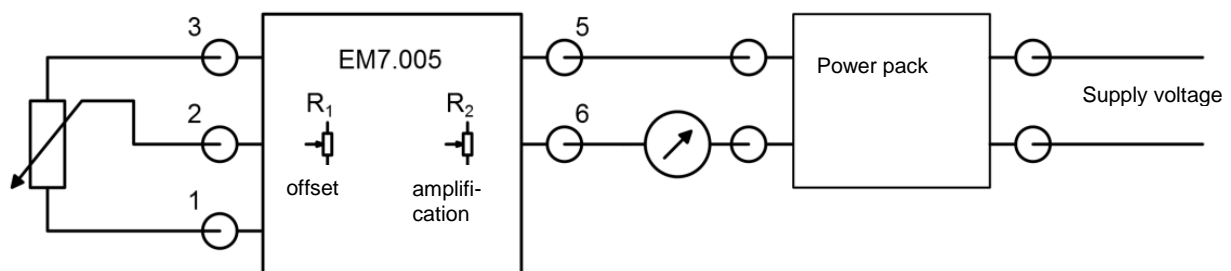 3
2
1
EM7.005
R1
offset
R2
amplifi-
cation
5
6
Power pack
Supply voltage